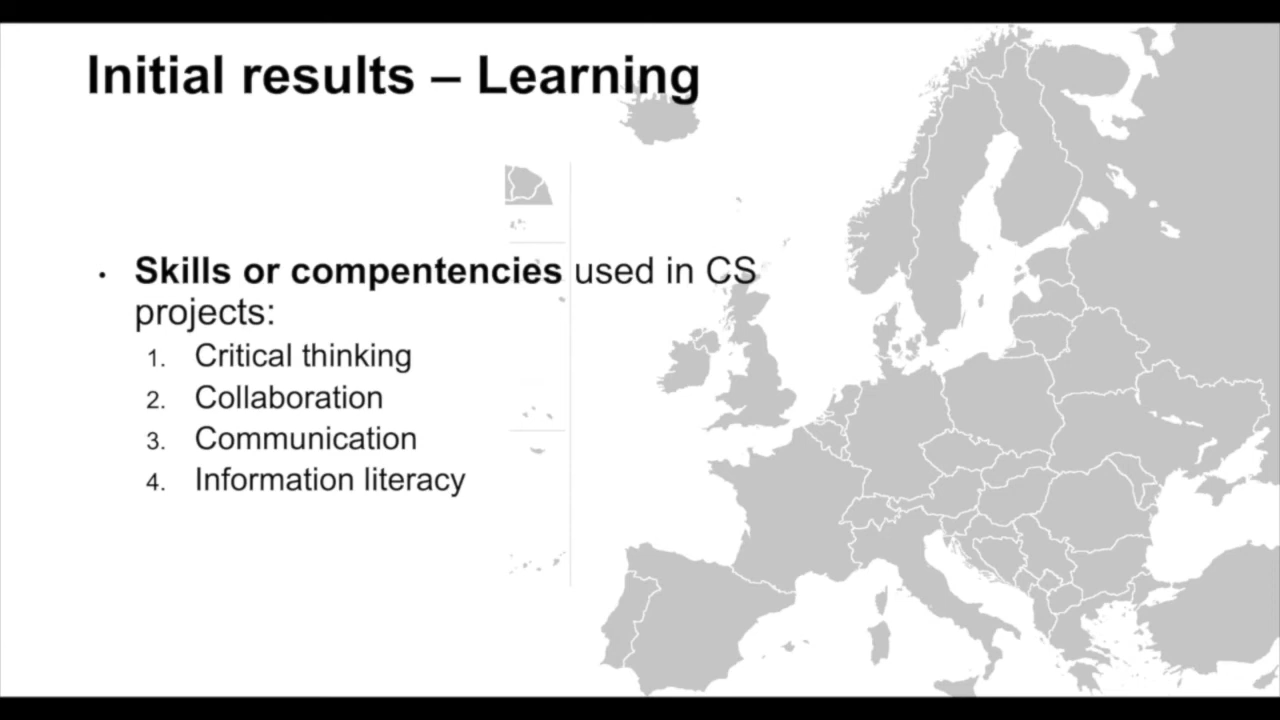 Initial results – Learning
• Skills or compentencies used in CS
projects:
1. Critical thinking
2. Collaboration
3. Communication
4. Information literacy